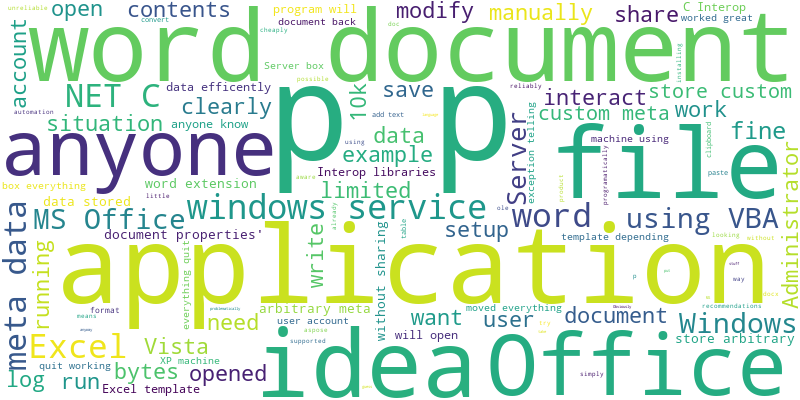 unreliable
open
contents
program will
modify
manually
share
C Interop
worked great
convert
document back
cheaply
doc
account
word document
Server box
possible
installing
NET C
data efficently
clearly
10k
save
interact
store custom
automation
situation
anyone know
add text
reliably
custom meta
work
anyone
p p
file
using
data
example
Server
exception telling
machine using
fine
clipboard
aware
Interop libraries
product
programatically
paste
box everything
word extension
limited
little
data stored
already
MS Office
windows service
ole
word
using VBA
Administrator
document properties'
table
setup
template depending
meta data
running
application
everything quit
write
without sharing
looking
without
need
arbitrary meta
want
user
moved everything
document
Windows
recommendations
format
user account
means
problematically
Excel
Vista
aspose
will open
store arbitrary
XP machine
supported
anyway
quit working
log
run
bytes
opened
idea
Office
simply
way
stuff
docx
Excel template